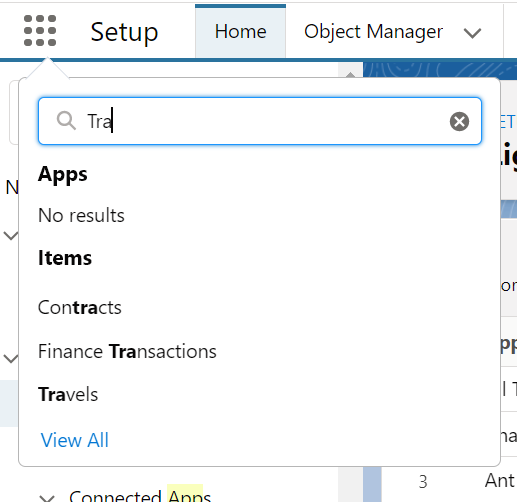 Setup
Home
Object Manager
Tra
Apps
No results
Items
Contracts
Finance Transactions
Travels
View All
Connected Apps
3
Ant